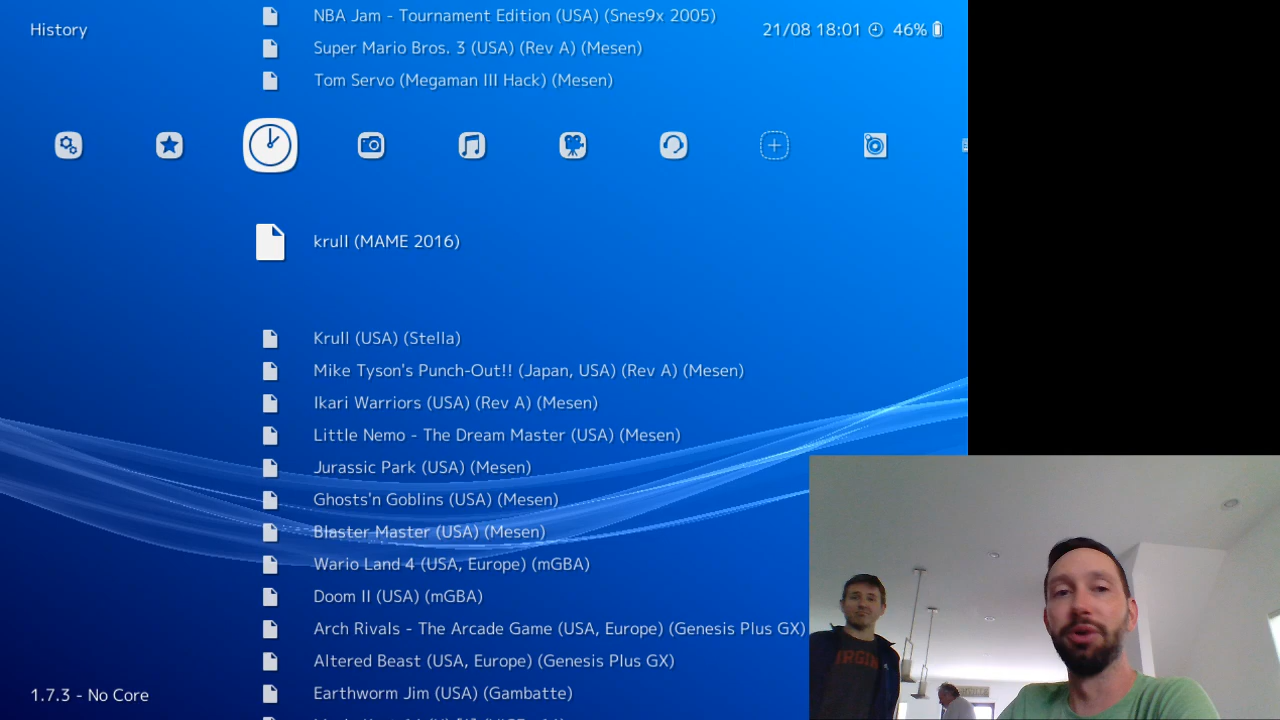 History
NBA Jam - Tournament Edition (USA) (Snes9x 2005)
21/08 18:01 46%
Super Mario Bros. 3 (USA) (Rev A) (Mesen)
Tom Servo (Megaman III Hack) (Mesen)
krull (MAME 2016)
Krull (USA) (Stella)
Mike Tyson's Punch-Out!! (Japan, USA) (Rev A) (Mesen)
Ikari Warriors (USA) (Rev A) (Mesen)
Little Nemo - The Dream Master (USA) (Mesen)
Jurassic Park (USA) (Mesen)
Ghosts'n Goblins (USA) (Mesen)
Blaster Master (USA) (Mesen)
Wario Land 4 (USA, Europe) (mGBA)
Doom II (USA) (mGBA)
Arch Rivals - The Arcade Game (USA, Europe) (Genesis Plus GX)
Altered Beast (USA, Europe) (Genesis Plus GX)
Earthworm Jim (USA) (Gambatte)
1.7.3 - No Core